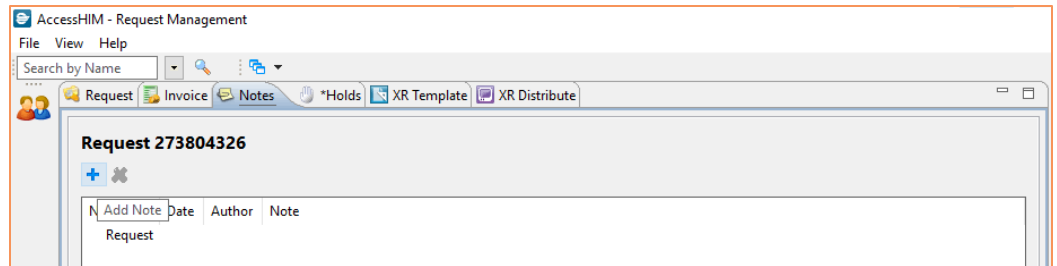 AccessHIM - Request Management
File View Help
Search by Name
Request Invoice Notes *Holds XR Template XR Distribute
Request 273804326
N Add Note Date Author Note
Request